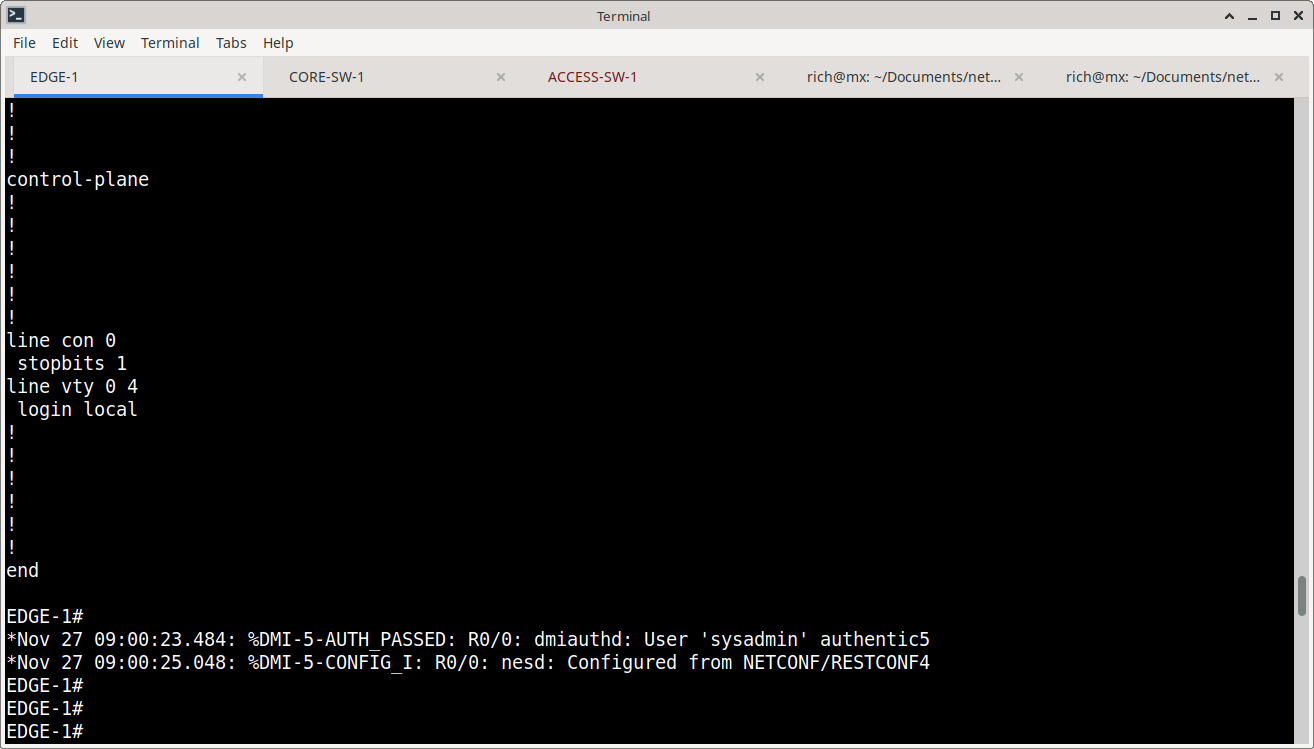 Terminal
File Edit View Terminal Tabs Help
EDGE-1 CORE-SW-1 ACCESS-SW-1 rich@mx: ~/Documents/net... rich@mx: ~/Documents/net...
!
!
!
control-plane
!
!
!
!
!
!
line con 0
 stopbits 1
line vty 0 4
 login local
!
!
!
!
!
!
end
EDGE-1#
*Nov 27 09:00:23.484: %DMI-5-AUTH_PASSED: R0/0: dmiauthd: User 'sysadmin' authentic5
*Nov 27 09:00:25.048: %DMI-5-CONFIG_I: R0/0: nesd: Configured from NETCONF/RESTCONF4
EDGE-1#
EDGE-1#
EDGE-1#